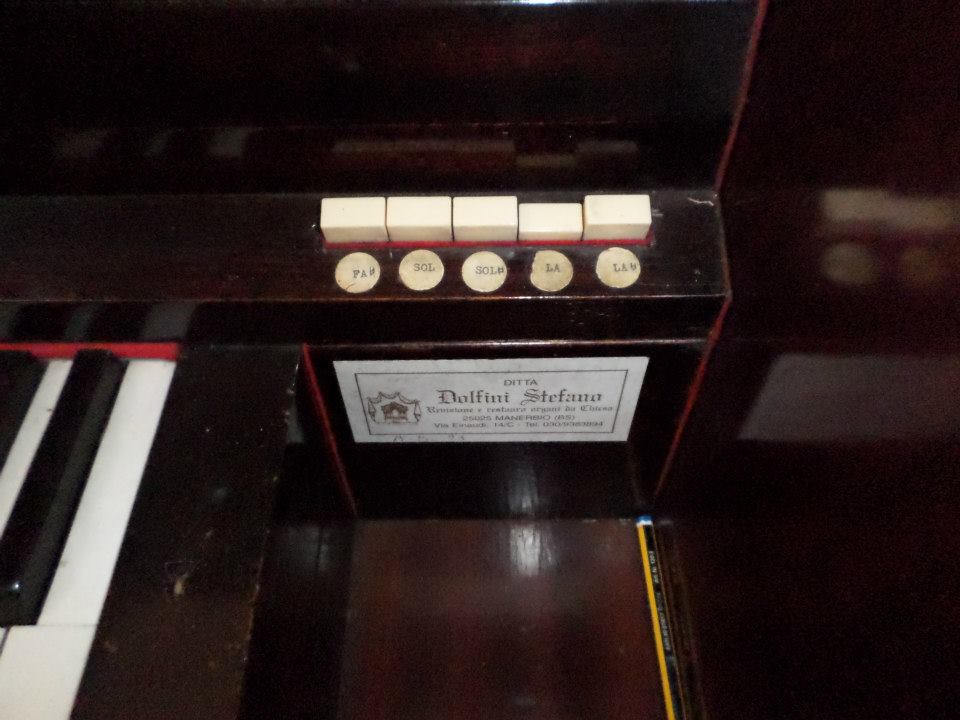 FA# SOL SOL# LA LA#
DITTA
Dolfini Stefano
Revisione e restauro organi da Chiesa
25025 MANERBIO (BS)
Via Einaudi, 14/C - Tel. 030/9383894